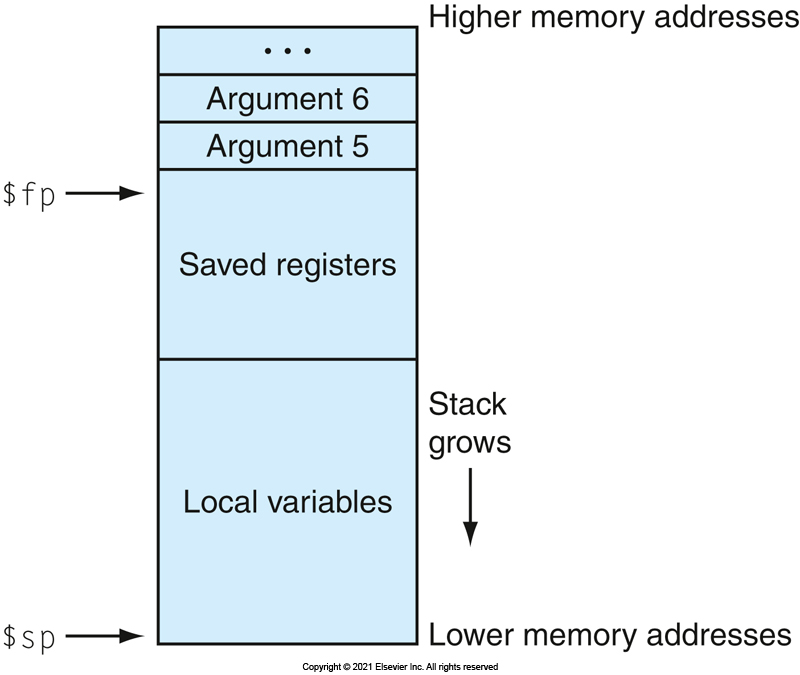 Higher memory addresses
• • •
Argument 6
Argument 5
$fp
Saved registers
Stack
grows
Local variables
$sp
Lower memory addresses
Copyright © 2021 Elsevier Inc. All rights reserved